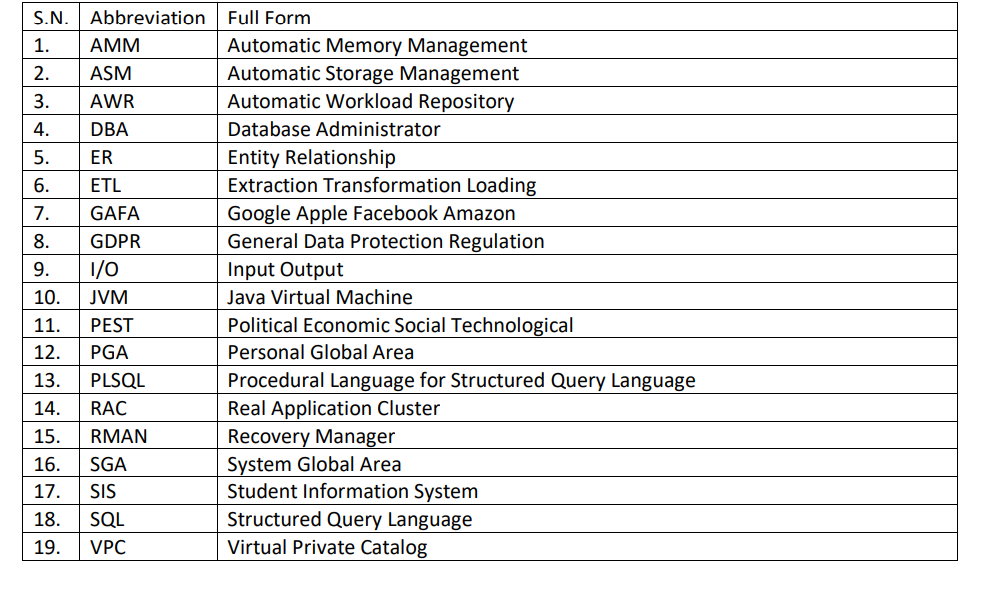 S.N. Abbreviation Full Form
1. AMM Automatic Memory Management
2. ASM Automatic Storage Management
3. AWR Automatic Workload Repository
4. DBA Database Administrator
5. ER Entity Relationship
6. ETL Extraction Transformation Loading
7. GAFA Google Apple Facebook Amazon
8. GDPR General Data Protection Regulation
9. I/O Input Output
10. JVM Java Virtual Machine
11. PEST Political Economic Social Technological
12. PGA Personal Global Area
13. PLSQL Procedural Language for Structured Query Language
14. RAC Real Application Cluster
15. RMAN Recovery Manager
16. SGA System Global Area
17. SIS Student Information System
18. SQL Structured Query Language
19. VPC Virtual Private Catalog